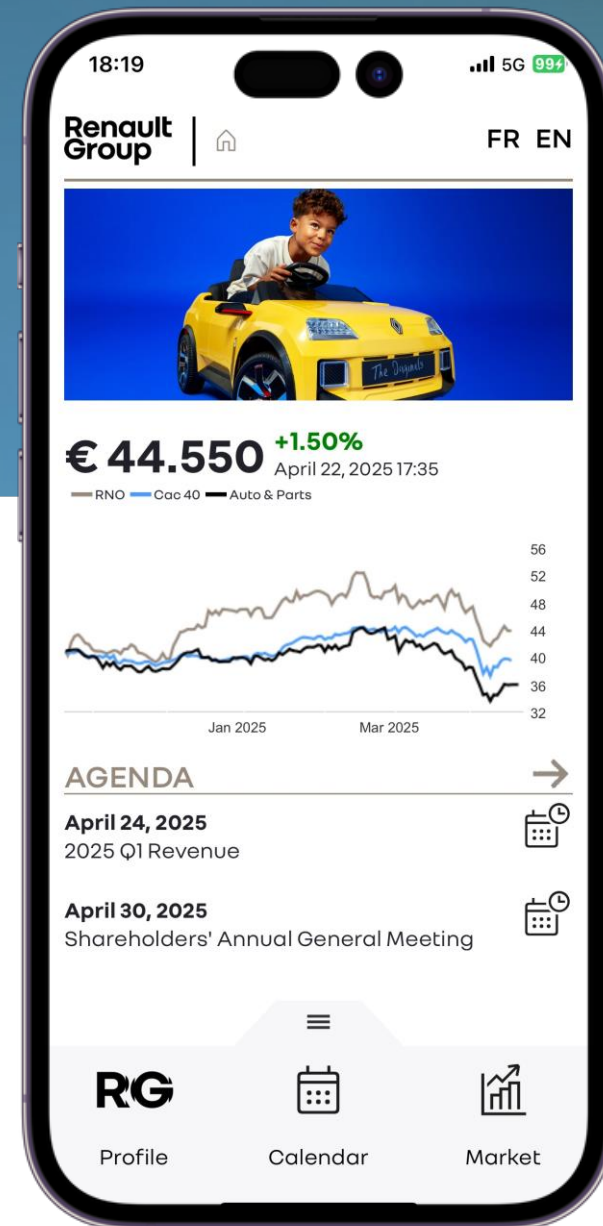 18:19
5G 99
Renault
Group
FR EN
The Originals
€ 44.550 +1.50%
April 22, 2025 17:35
RNO Cac 40 Auto & Parts
56
52
48
44
40
36
32
Jan 2025 Mar 2025
AGENDA
April 24, 2025
2025 Q1 Revenue
April 30, 2025
Shareholders' Annual General Meeting
RG
Profile Calendar Market